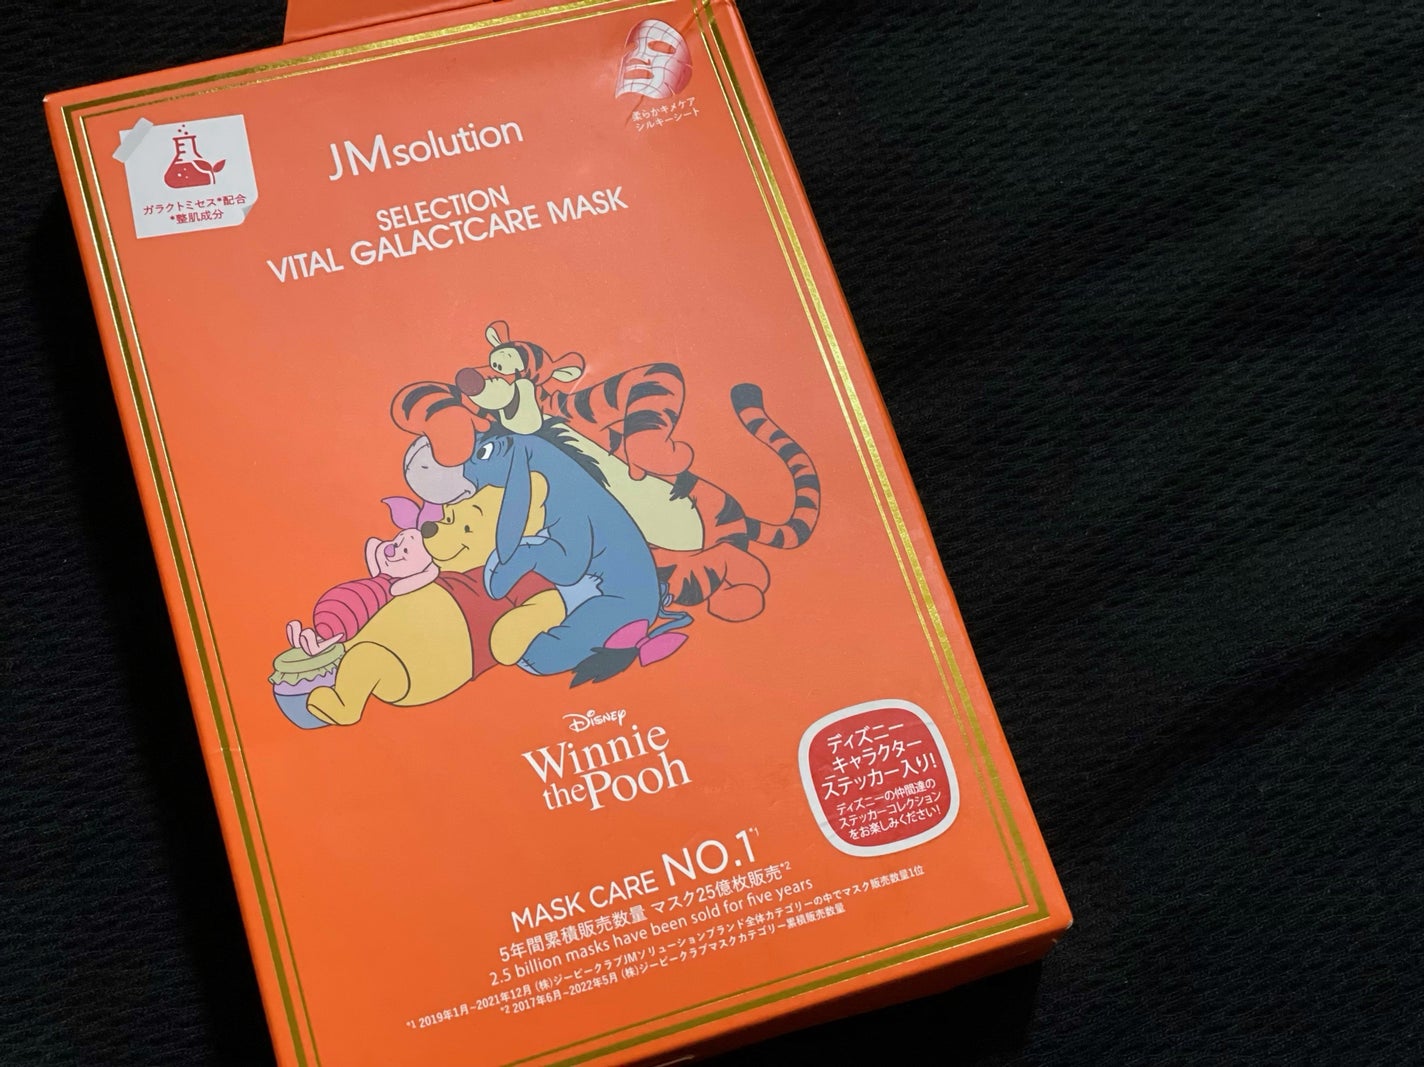 柔らかキメケア
シルキーシート
ガラクトミセス*配合
*整肌成分
JMsolution
SELECTION
VITAL GALACTCARE MASK
Disney
Winnie
the Pooh
ディズニー
キャラクター
ステッカー入り!
ディズニーの仲間達の
ステッカーコレクション
をお楽しみください!
MASK CARE NO.1*1
5年間累積販売数量 マスク25億枚販売*2
2.5 billion masks have been sold for five years
*1 2019年1月~2021年12月 (株)ジーピークラブJMソリューションブランド全体カテゴリーの中でマスク販売数量1位
*2 2017年6月~2022年5月 (株)ジーピークラブマスクカテゴリー累積販売数量